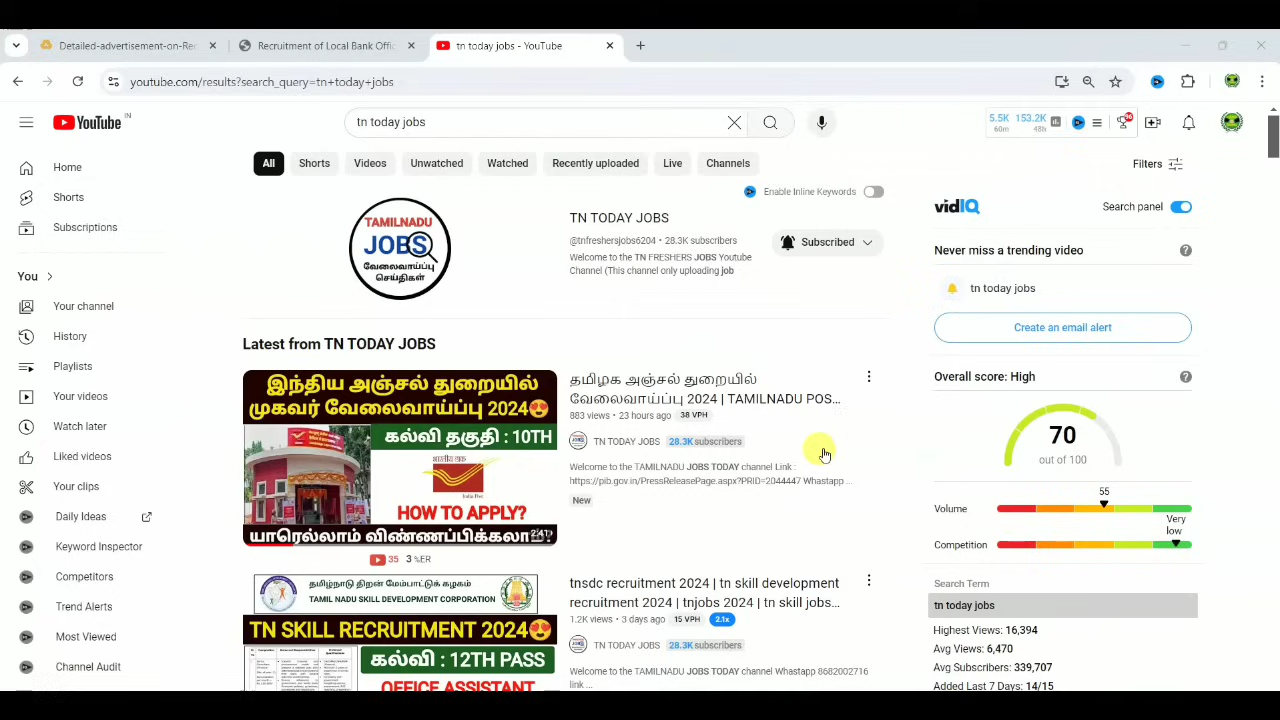 Detailed-advertisement-on-Rec
Recruitment of Local Bank Offic
tn today jobs - YouTube
youtube.com/results?search_query=tn+today+jobs
YouTube IN
tn today jobs
5.5K 153.2K
60m 48h
All Shorts Videos Unwatched Watched Recently uploaded Live Channels
Filters
Home
Shorts
Subscriptions
You
Your channel
History
Playlists
Your videos
Watch later
Liked videos
Your clips
Daily Ideas
Keyword Inspector
Competitors
Trend Alerts
Most Viewed
Channel Audit
Enable Inline Keywords
TAMILNADU
JOBS
வேலைவாய்ப்பு
செய்திகள்
TN TODAY JOBS
@tnfreshersjobs6204 • 28.3K subscribers
Welcome to the TN FRESHERS JOBS Youtube
Channel (This channel only uploading job
Subscribed
Latest from TN TODAY JOBS
இந்திய அஞ்சல் துறையில்
முகவர் வேலைவாய்ப்பு 2024
கல்வி தகுதி : 10TH
भारतीय डाक
India Post
HOW TO APPLY?
யாரெல்லாம் விண்ணப்பிக்கலாம்?
2:41
35 3 %ER
தமிழக அஞ்சல் துறையில்
வேலைவாய்ப்பு 2024 | TAMILNADU POS...
883 views • 23 hours ago 38 VPH
TN TODAY JOBS 28.3K subscribers
Welcome to the TAMILNADU JOBS TODAY channel Link :
https://pib.gov.in/PressReleasePage.aspx?PRID=2044447 Whastapp ...
New
தமிழ்நாடு திறன் மேம்பாட்டுக் கழகம்
TAMIL NADU SKILL DEVELOPMENT CORPORATION
TN SKILL RECRUITMENT 2024
கல்வி : 12TH PASS
OFFICE ASSISTANT
tnsdc recruitment 2024 | tn skill development
recruitment 2024 | tnjobs 2024 | tn skill jobs...
1.2K views • 3 days ago 15 VPH 2.1x
TN TODAY JOBS 28.3K subscribers
Welcome to the TAMILNADU JOBS TODAY channel Whastapp 8682002716
link ...
vidIQ
Search panel
Never miss a trending video
tn today jobs
Create an email alert
Overall score: High
70
out of 100
55
Volume
Very
low
Competition
Search Term
tn today jobs
Highest Views: 16,394
Avg Views: 6,470
Avg Subscribers: 339,707
Added Last 7 Days: 14/15